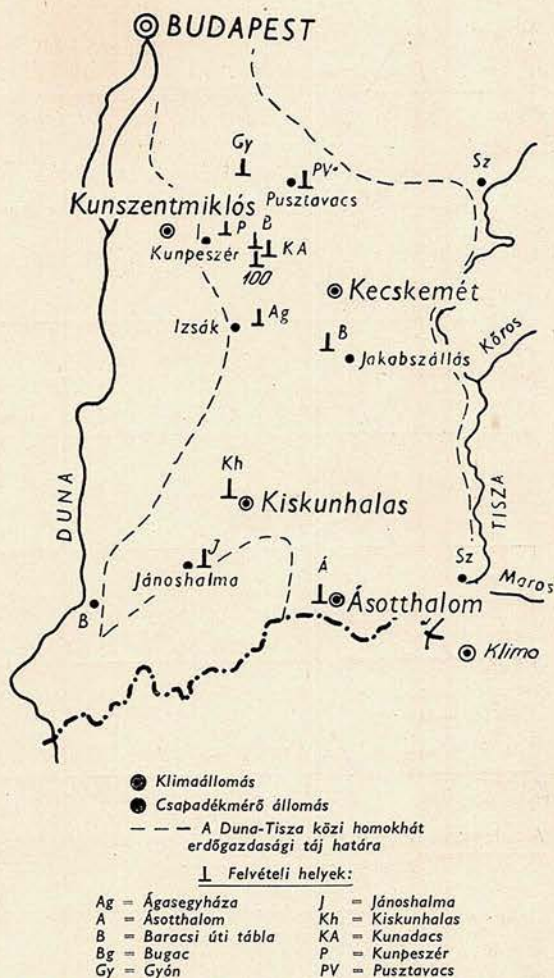 BUDAPEST
Gy
PV
Sz
Pusztavacs
Kunszentmiklós
P
B
Kunpeszér
KA
100
Kecskemét
Izsák
Ag
B
Jakabszállás
Kőros
Kh
DUNA
Kiskunhalas
TISZA
J
Jánoshalma
Á
Sz
Maros
B
Ásotthalom
Klima
Klimaállomás
Csapadékmérő állomás
A Duna-Tisza közi homokhát
erdőgazdasági táj határa
Felvételi helyek:
Ag = Ágasegyháza
A = Ásotthalom
B = Baracsi úti tábla
Bg = Bugac
Gy = Gyón
J = Jánoshalma
Kh = Kiskunhalas
KA = Kunadacs
P = Kunpeszér
PV = Pusztavacs